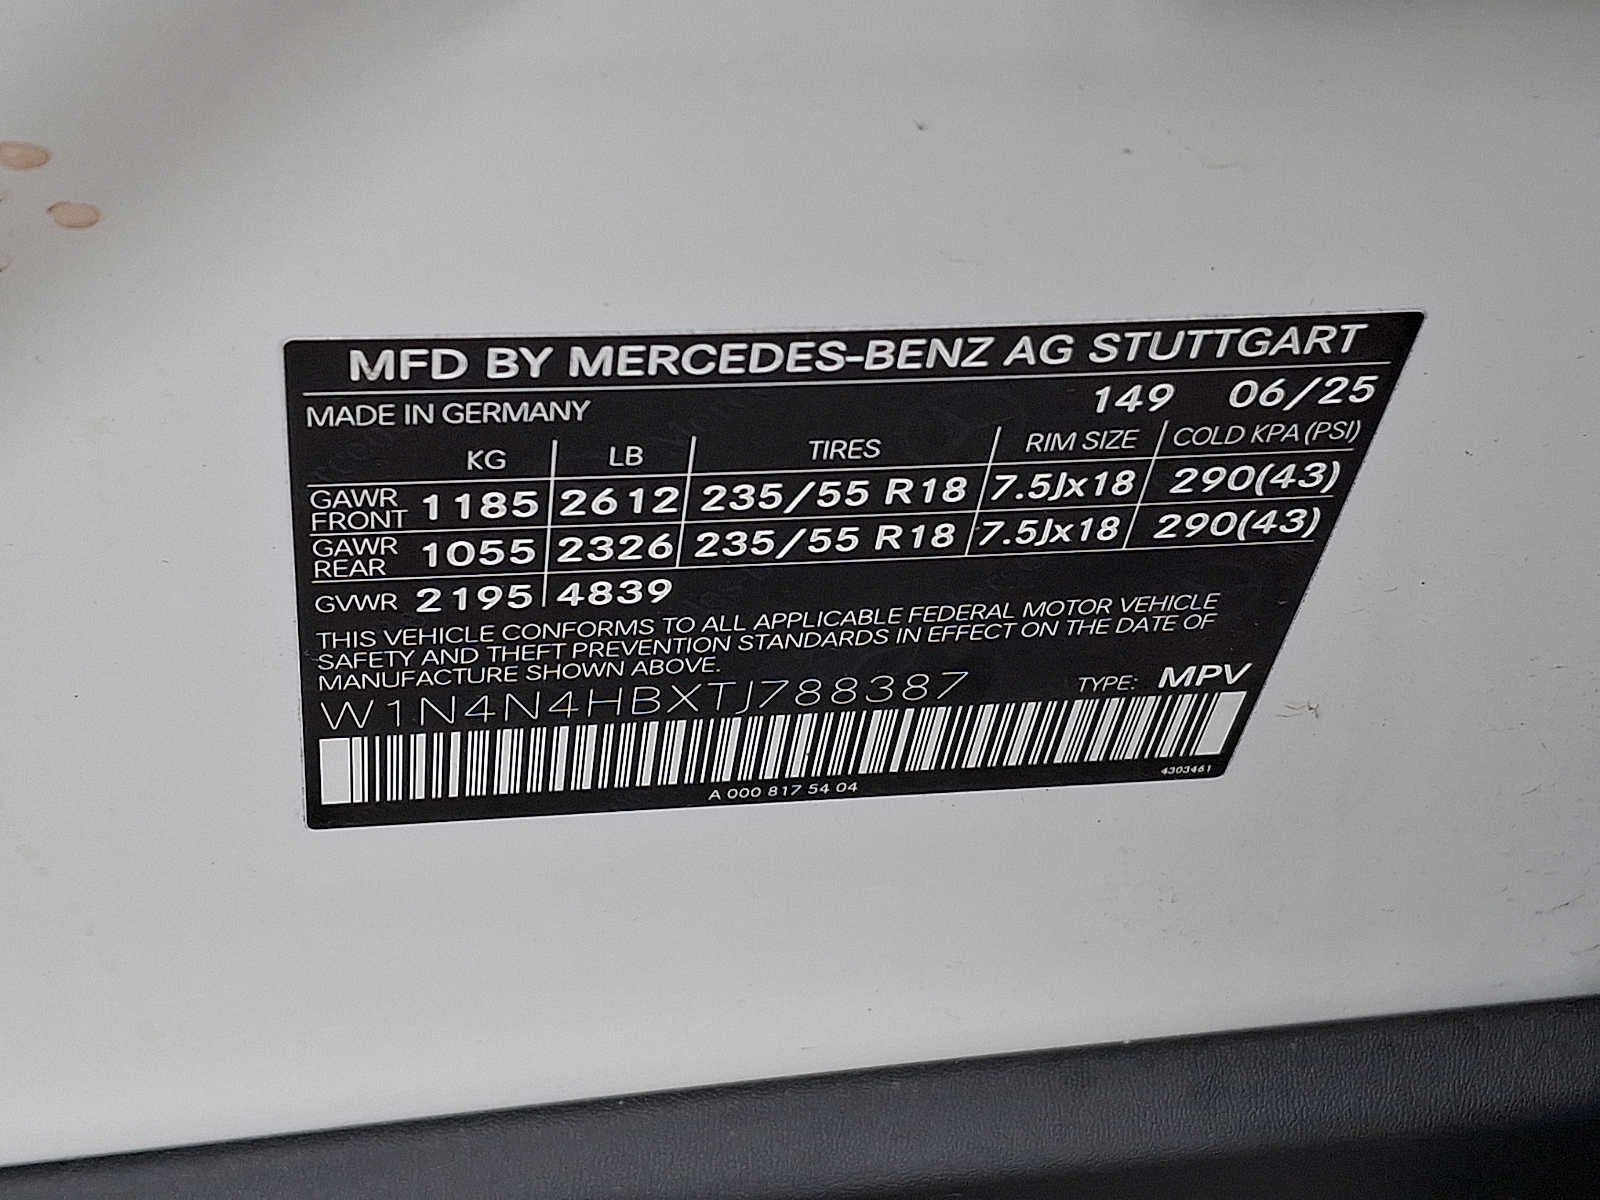 MFD BY MERCEDES-BENZ AG STUTTGART
MADE IN GERMANY 149 06/25
KG LB TIRES RIM SIZE COLD KPA (PSI)
GAWR FRONT 1185 2612 235/55 R18 7.5Jx18 290(43)
GAWR REAR 1055 2326 235/55 R18 7.5Jx18 290(43)
GVWR 2195 4839
THIS VEHICLE CONFORMS TO ALL APPLICABLE FEDERAL MOTOR VEHICLE
SAFETY AND THEFT PREVENTION STANDARDS IN EFFECT ON THE DATE OF
MANUFACTURE SHOWN ABOVE.
W1N4N4HBXTJ788387 TYPE: MPV
A 000 817 54 04 4303461